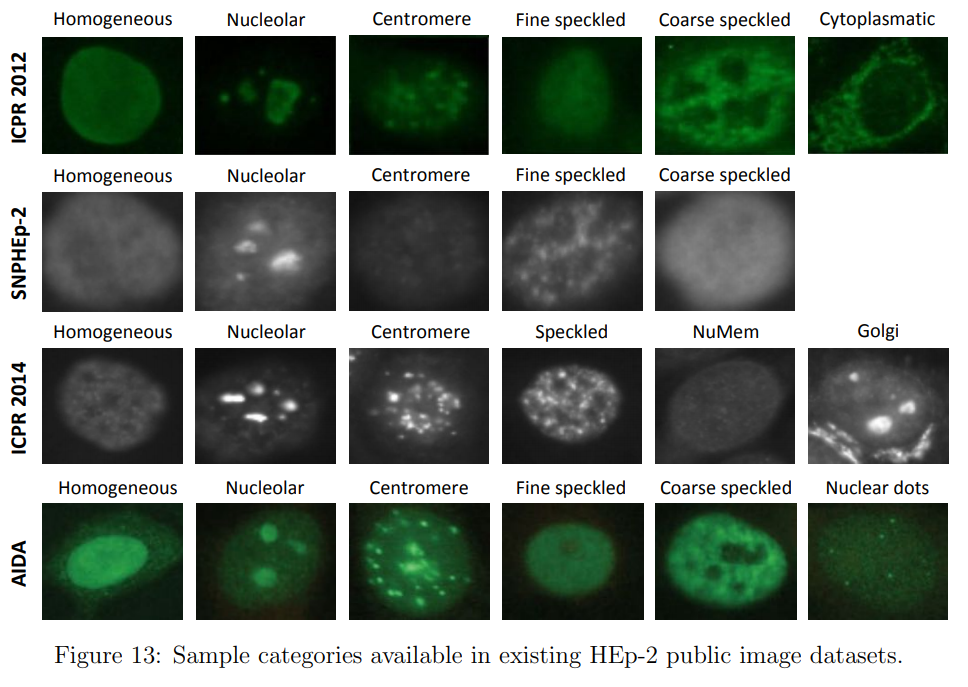 Homogeneous Nucleolar Centromere Fine speckled Coarse speckled Cytoplasmatic
ICPR 2012
Homogeneous Nucleolar Centromere Fine speckled Coarse speckled
SNPHEp-2
Homogeneous Nucleolar Centromere Speckled NuMem Golgi
ICPR 2014
Homogeneous Nucleolar Centromere Fine speckled Coarse speckled Nuclear dots
AIDA
Figure 13: Sample categories available in existing HEp-2 public image datasets.